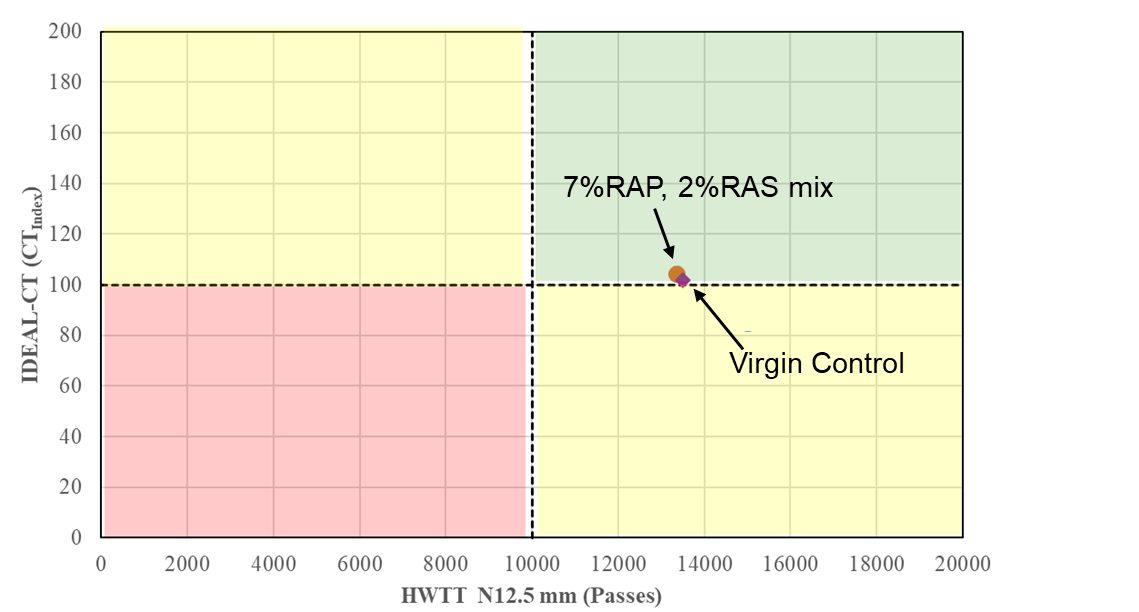 200
180
160
140
120
100
80
60
40
20
0
IDEAL-CT (CTIndex)
7%RAP, 2%RAS mix
Virgin Control
0 2000 4000 6000 8000 10000 12000 14000 16000 18000 20000
HWTT N12.5 mm (Passes)